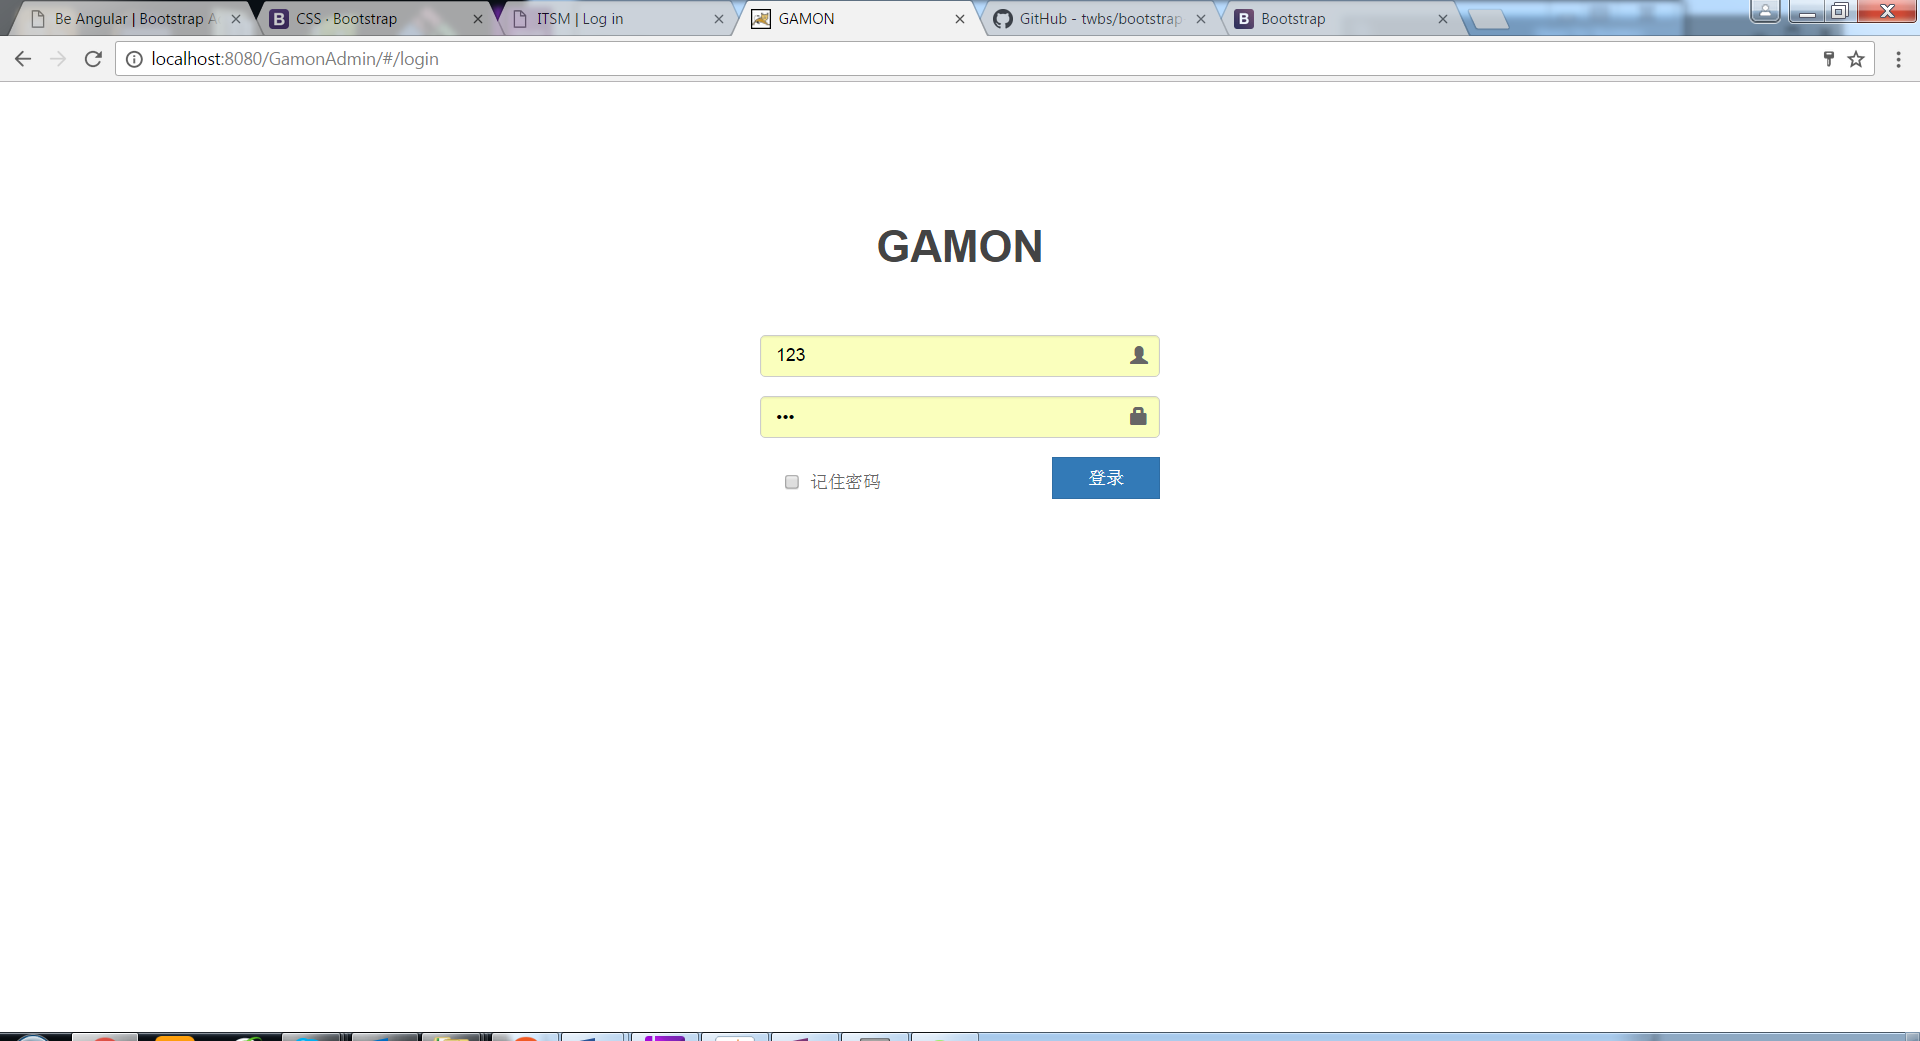 Be Angular | Bootstrap A
CSS · Bootstrap
ITSM | Log in
GAMON
GitHub - twbs/bootstrap
Bootstrap
localhost:8080/GamonAdmin/#/login
GAMON
123
•••
记住密码
登录